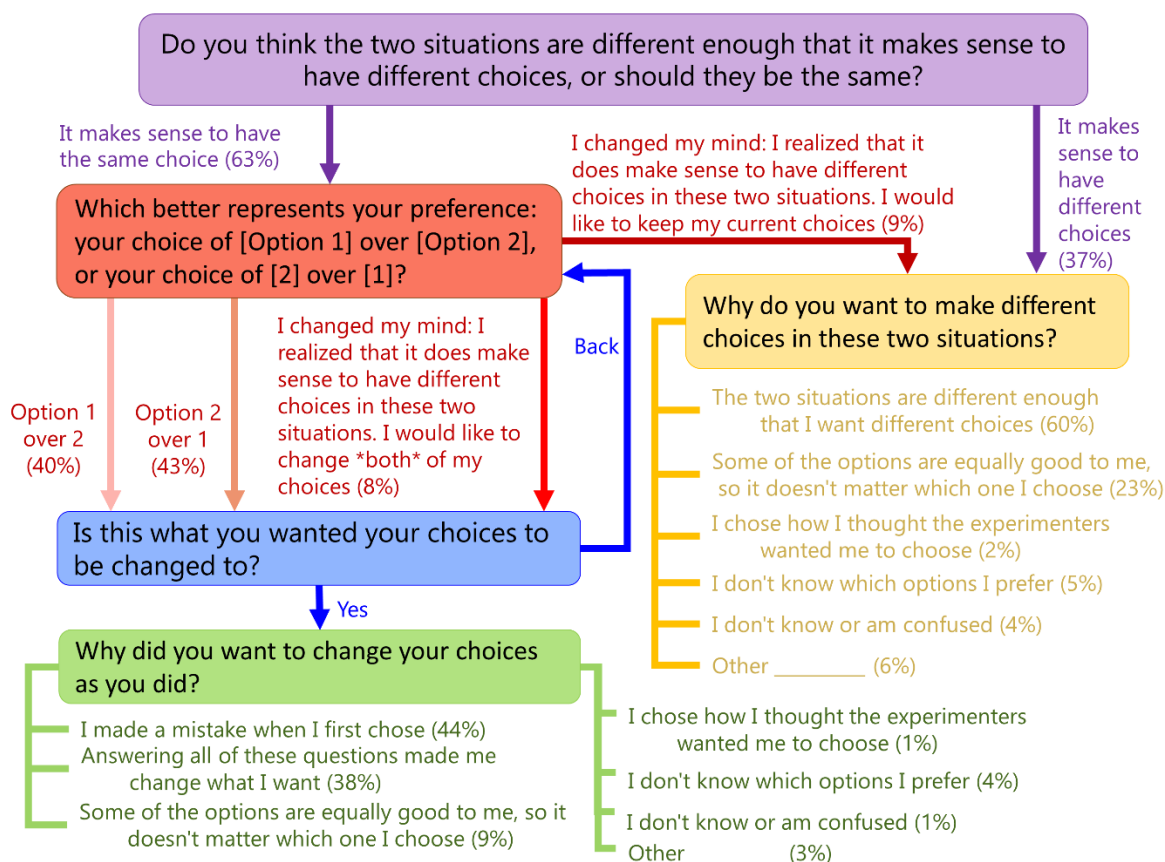 Do you think the two situations are different enough that it makes sense to
have different choices, or should they be the same?
It makes sense to have
the same choice (63%)
I changed my mind: I realized that it
does make sense to have different
choices in these two situations. I would
like to keep my current choices (9%)
It makes
sense to
have
different
choices
(37%)
Which better represents your preference:
your choice of [Option 1] over [Option 2],
or your choice of [2] over [1]?
Why do you want to make different
choices in these two situations?
Option 1
over 2
(40%)
Option 2
over 1
(43%)
I changed my mind: I
realized that it does make
sense to have different
choices in these two
situations. I would like to
change *both* of my
choices (8%)
Back
The two situations are different enough
that I want different choices (60%)
Some of the options are equally good to me,
so it doesn't matter which one I choose (23%)
I chose how I thought the experimenters
wanted me to choose (2%)
I don't know which options I prefer (5%)
I don't know or am confused (4%)
Other _________ (6%)
Is this what you wanted your choices to
be changed to?
Yes
Why did you want to change your choices
as you did?
I made a mistake when I first chose (44%)
Answering all of these questions made me
change what I want (38%)
Some of the options are equally good to me, so it
doesn't matter which one I choose (9%)
I chose how I thought the experimenters
wanted me to choose (1%)
I don't know which options I prefer (4%)
I don't know or am confused (1%)
Other _________ (3%)